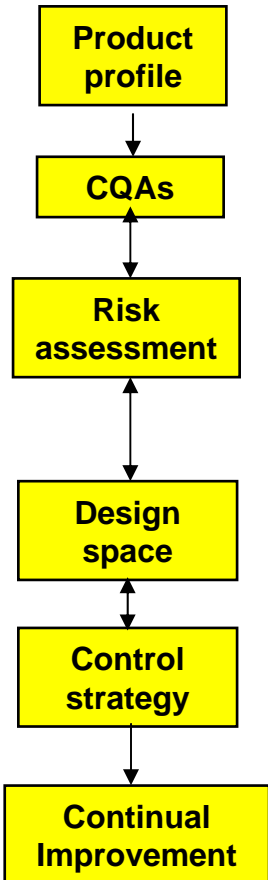 Product
profile
CQAs
Risk
assessment
Design
space
Control
strategy
Continual
Improvement